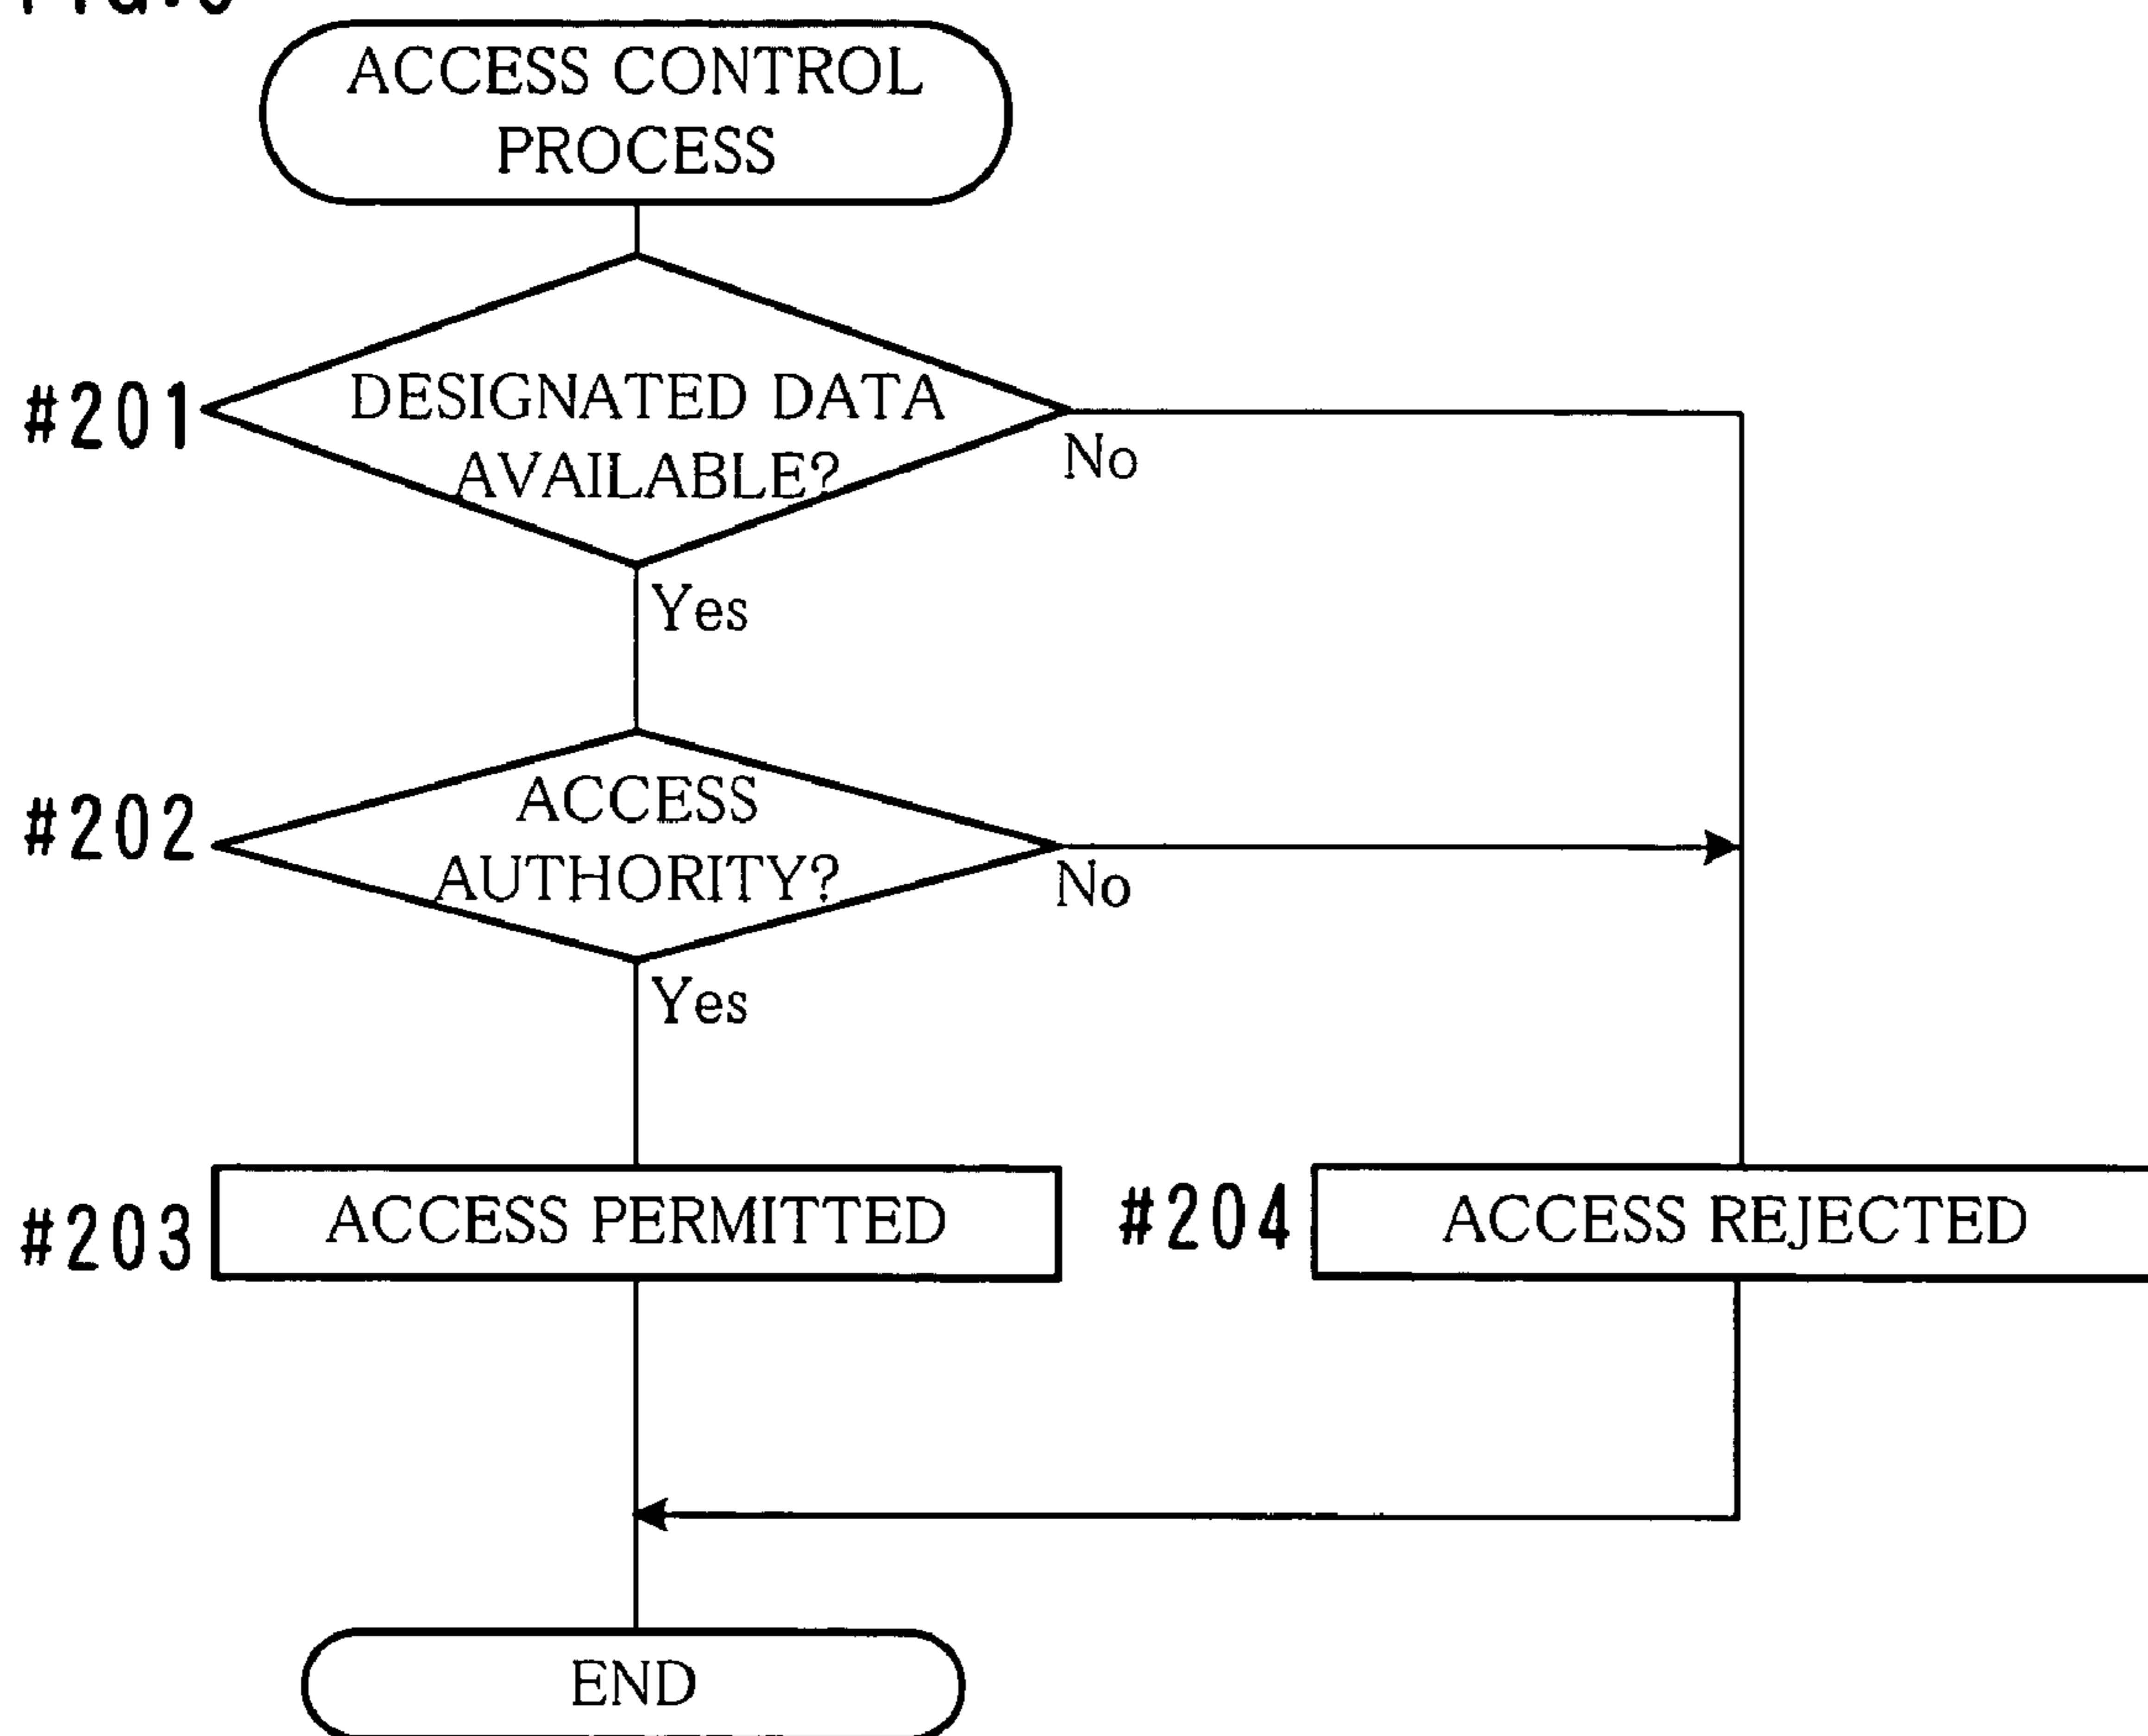 ACCESS CONTROL
PROCESS
#201
DESIGNATED DATA
AVAILABLE?
No
Yes
#202
ACCESS
AUTHORITY?
No
Yes
#203
ACCESS PERMITTED
#204
ACCESS REJECTED
END